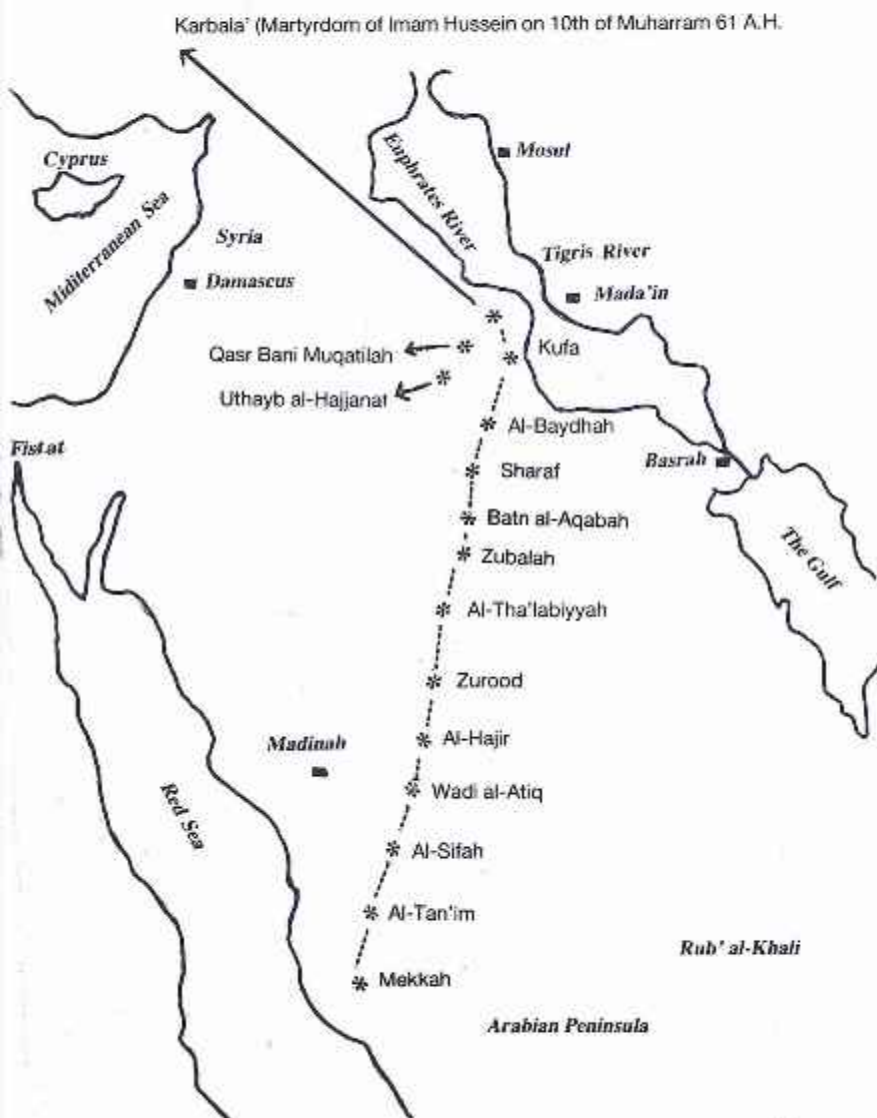 Karbala' (Martyrdom of Imam Hussein on 10th of Muharram 61 A.H.
Cyprus
Miditerranean Sea
Syria
Damascus
Euphrates River
Mosul
Tigris River
Mada'in
Qasr Bani Muqatilah
Uthayb al-Hajjanat
Kufa
Al-Baydhah
Fistat
Basrah
Sharaf
Batn al-Aqabah
Zubalah
The Gulf
Al-Tha'labiyyah
Zurood
Madinah
Al-Hajir
Wadi al-Atiq
Red Sea
Al-Sifah
Al-Tan'im
Rub' al-Khali
Mekkah
Arabian Peninsula